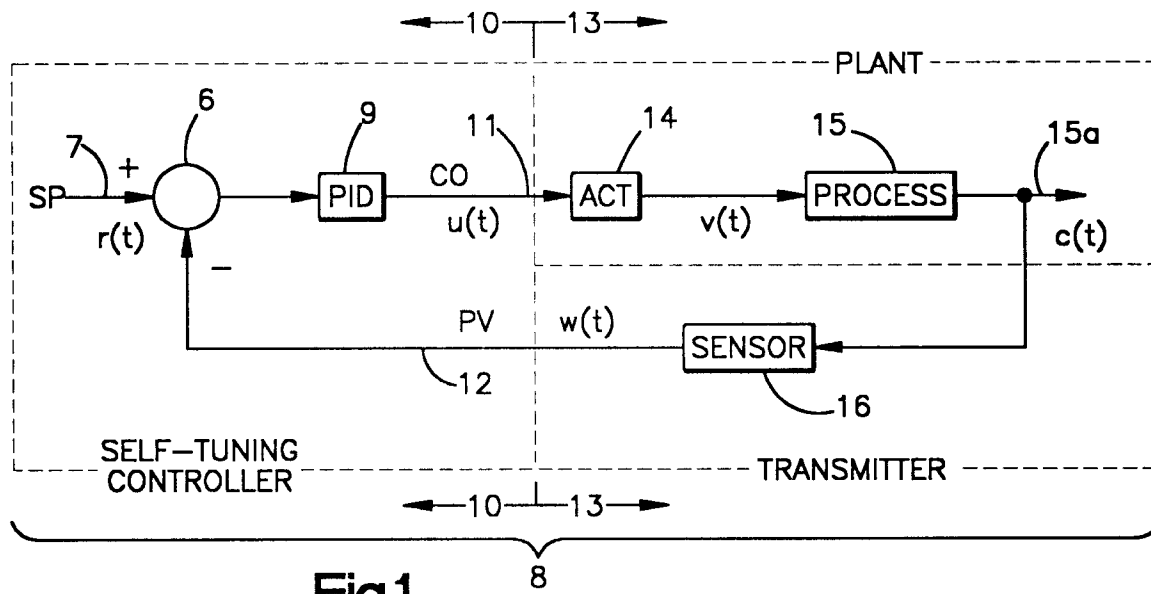 10 13
PLANT
6 9 11 14 15 15a
7 + CO
SP PID ACT PROCESS
r(t) u(t) v(t) c(t)
−
PV w(t)
SENSOR
12 16
SELF-TUNING
CONTROLLER
TRANSMITTER
10 13
8
Fig.1